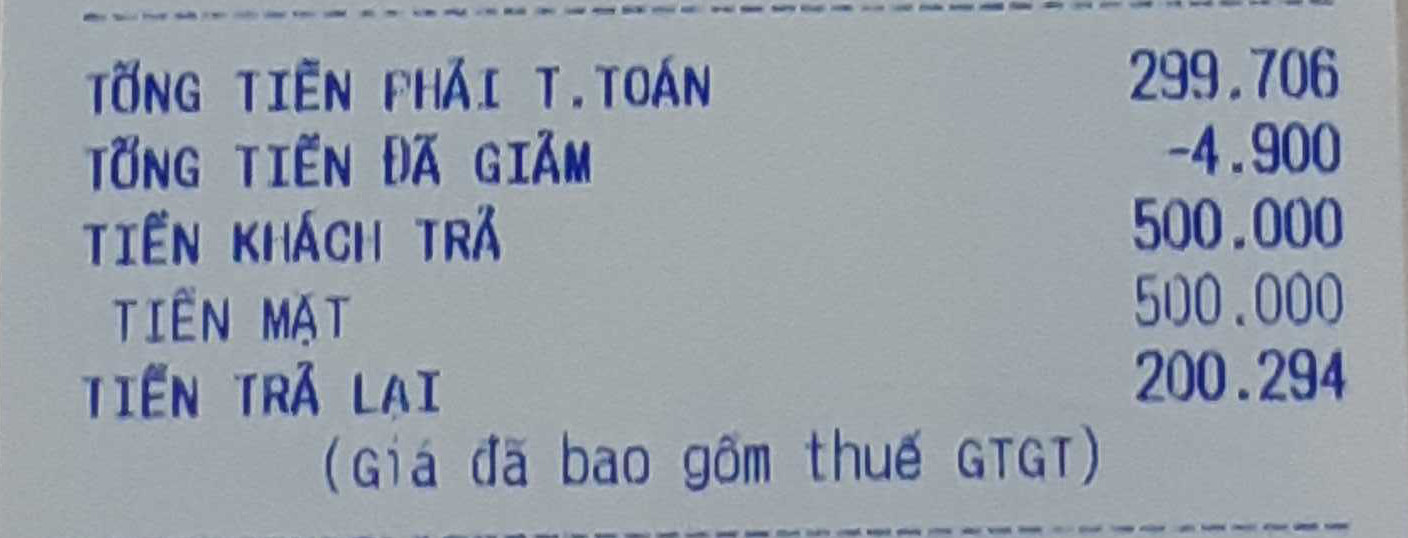 TỔNG TIỀN PHẢI T.TOÁN 299.706
TỔNG TIỀN ĐÃ GIẢM -4.900
TIỀN KHÁCH TRẢ 500.000
TIỀN MẶT 500.000
TIỀN TRẢ LẠI 200.294
(Giá đã bao gồm thuế GTGT)